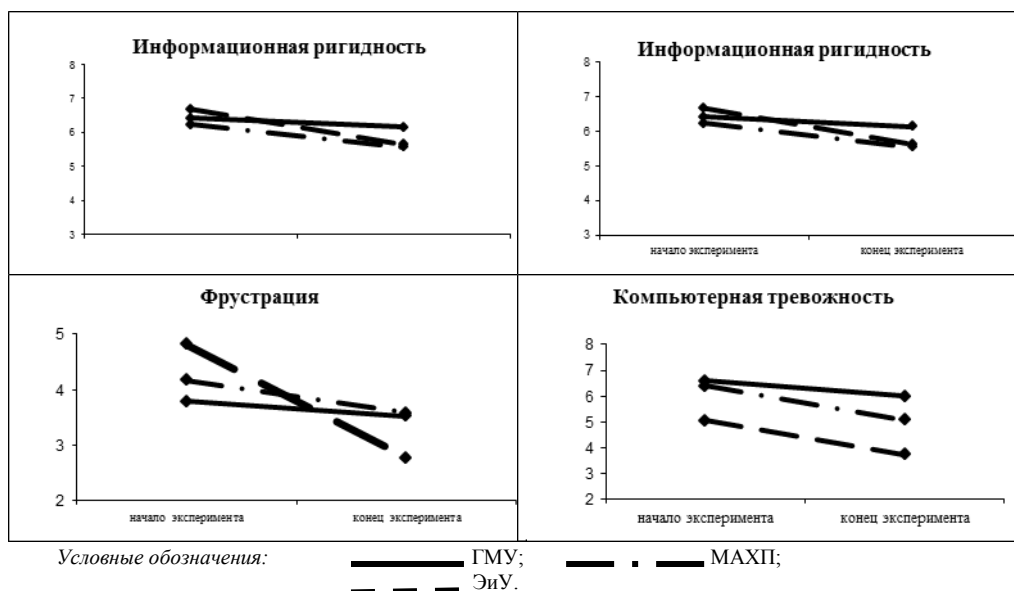 Информационная ригидность
8
7
6
5
4
3
Информационная ригидность
8
7
6
5
4
3
начало эксперимента конец эксперимента
Фрустрация
5
4
3
2
начало эксперимента конец эксперимента
Компьютерная тревожность
8
7
6
5
4
3
2
начало эксперимента конец эксперимента
Условные обозначения: ГМУ; МАХП;
ЭиУ.